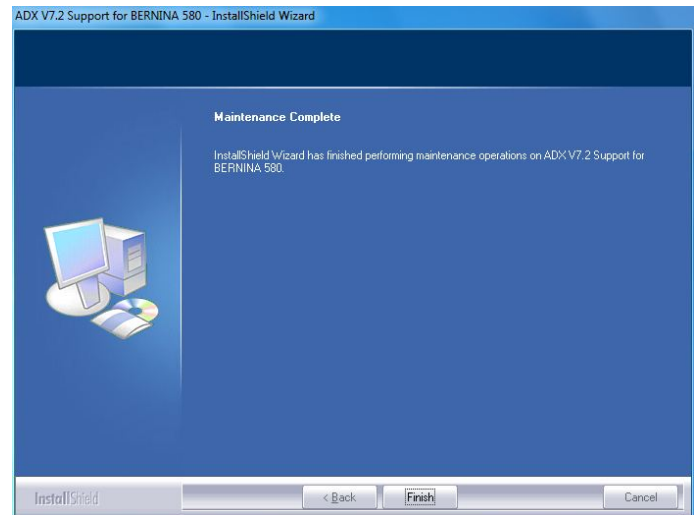 ADX V7.2 Support for BERNINA 580 - InstallShield Wizard
Maintenance Complete
InstallShield Wizard has finished performing maintenance operations on ADX V7.2 Support for
BERNINA 580.
InstallShield
< Back
Finish
Cancel